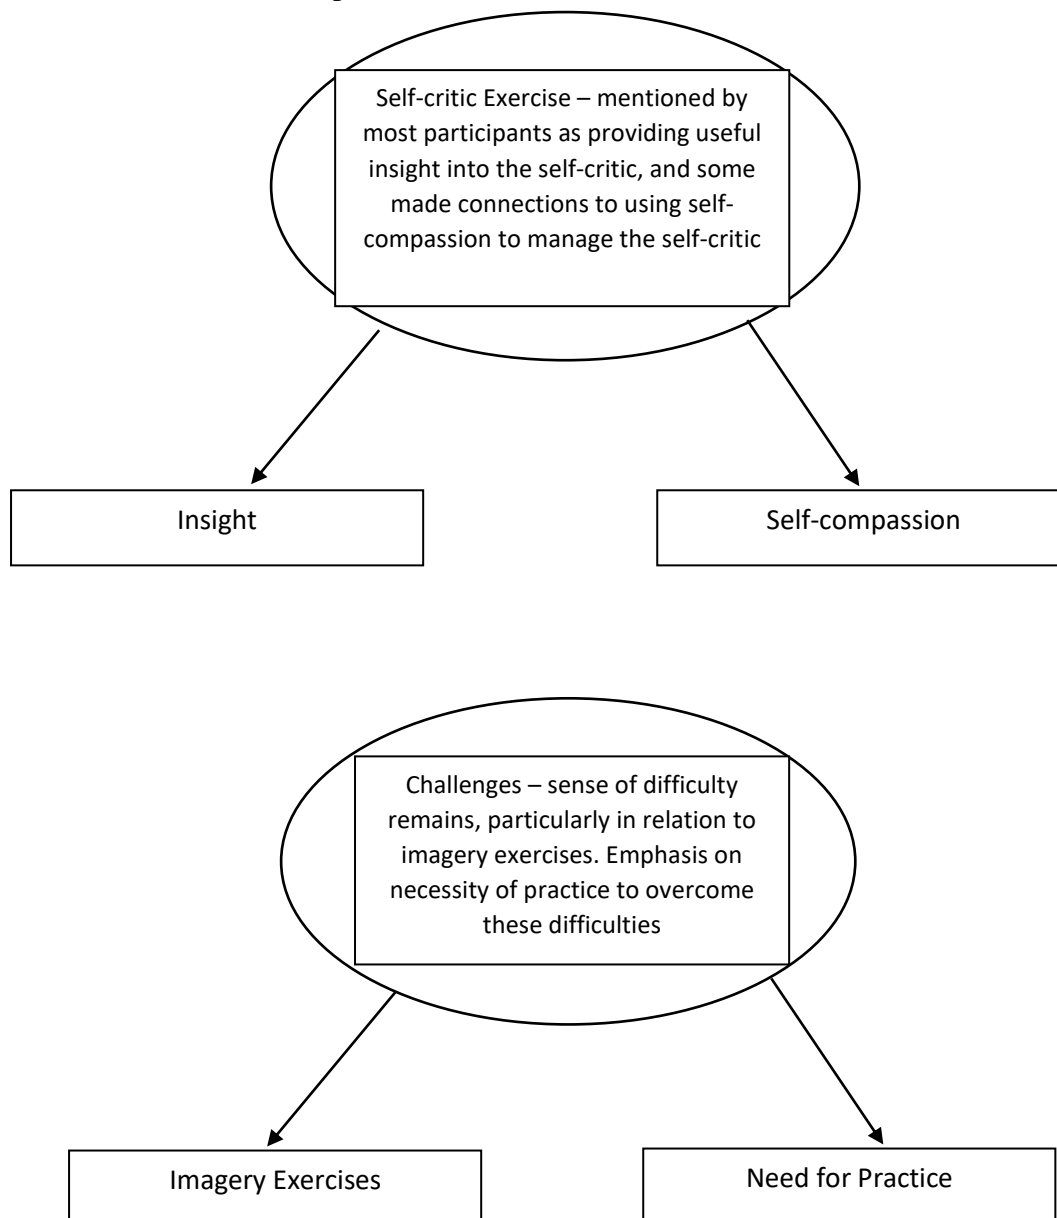 Self-critic Exercise – mentioned by
most participants as providing useful
insight into the self-critic, and some
made connections to using self-
compassion to manage the self-critic
Insight
Self-compassion
Challenges – sense of difficulty
remains, particularly in relation to
imagery exercises. Emphasis on
necessity of practice to overcome
these difficulties
Imagery Exercises
Need for Practice